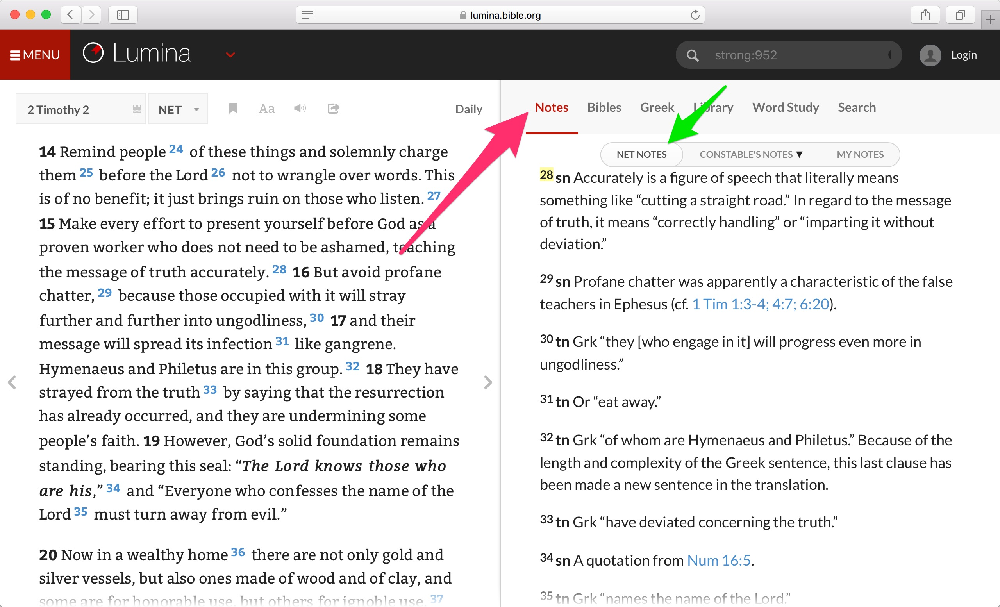 lumina.bible.org
MENU
Lumina
strong:952
Login
2 Timothy 2
NET
Aa
Daily
Notes Bibles Greek Library Word Study Search
NET NOTES CONSTABLE'S NOTES ▼ MY NOTES
14 Remind people 24 of these things and solemnly charge
them 25 before the Lord 26 not to wrangle over words. This
is of no benefit; it just brings ruin on those who listen. 27
15 Make every effort to present yourself before God as a
proven worker who does not need to be ashamed, teaching
the message of truth accurately. 28 16 But avoid profane
chatter, 29 because those occupied with it will stray
further and further into ungodliness, 30 17 and their
message will spread its infection 31 like gangrene.
Hymenaeus and Philetus are in this group. 32 18 They have
strayed from the truth 33 by saying that the resurrection
has already occurred, and they are undermining some
people’s faith. 19 However, God’s solid foundation remains
standing, bearing this seal: “The Lord knows those who
are his,” 34 and “Everyone who confesses the name of the
Lord 35 must turn away from evil.”
20 Now in a wealthy home 36 there are not only gold and
silver vessels, but also ones made of wood and of clay, and
some are for honorable use, but others for ignoble use. 37
28 sn Accurately is a figure of speech that literally means
something like “cutting a straight road.” In regard to the message
of truth, it means “correctly handling” or “imparting it without
deviation.”
29 sn Profane chatter was apparently a characteristic of the false
teachers in Ephesus (cf. 1 Tim 1:3-4; 4:7; 6:20).
30 tn Grk “they [who engage in it] will progress even more in
ungodliness.”
31 tn Or “eat away.”
32 tn Grk “of whom are Hymenaeus and Philetus.” Because of the
length and complexity of the Greek sentence, this last clause has
been made a new sentence in the translation.
33 tn Grk “have deviated concerning the truth.”
34 sn A quotation from Num 16:5.
35 tn Grk “names the name of the Lord.”